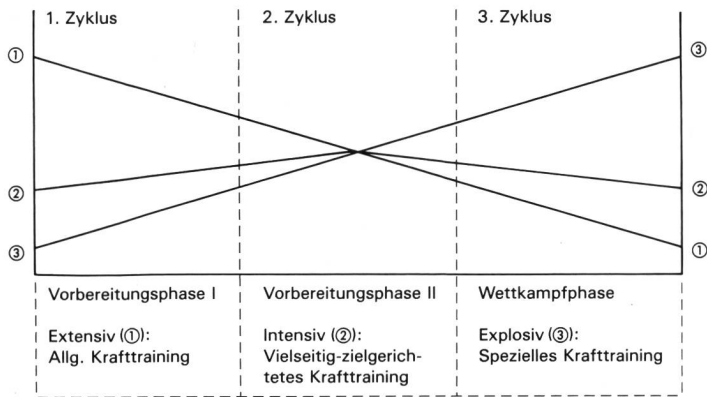 1. Zyklus
2. Zyklus
3. Zyklus
①
②
③
③
②
①
Vorbereitungsphase I
Extensiv (①):
Allg. Krafttraining
Vorbereitungsphase II
Intensiv (②):
Vielseitig-zielgerich-
tetes Krafttraining
Wettkampfphase
Explosiv (③):
Spezielles Krafttraining